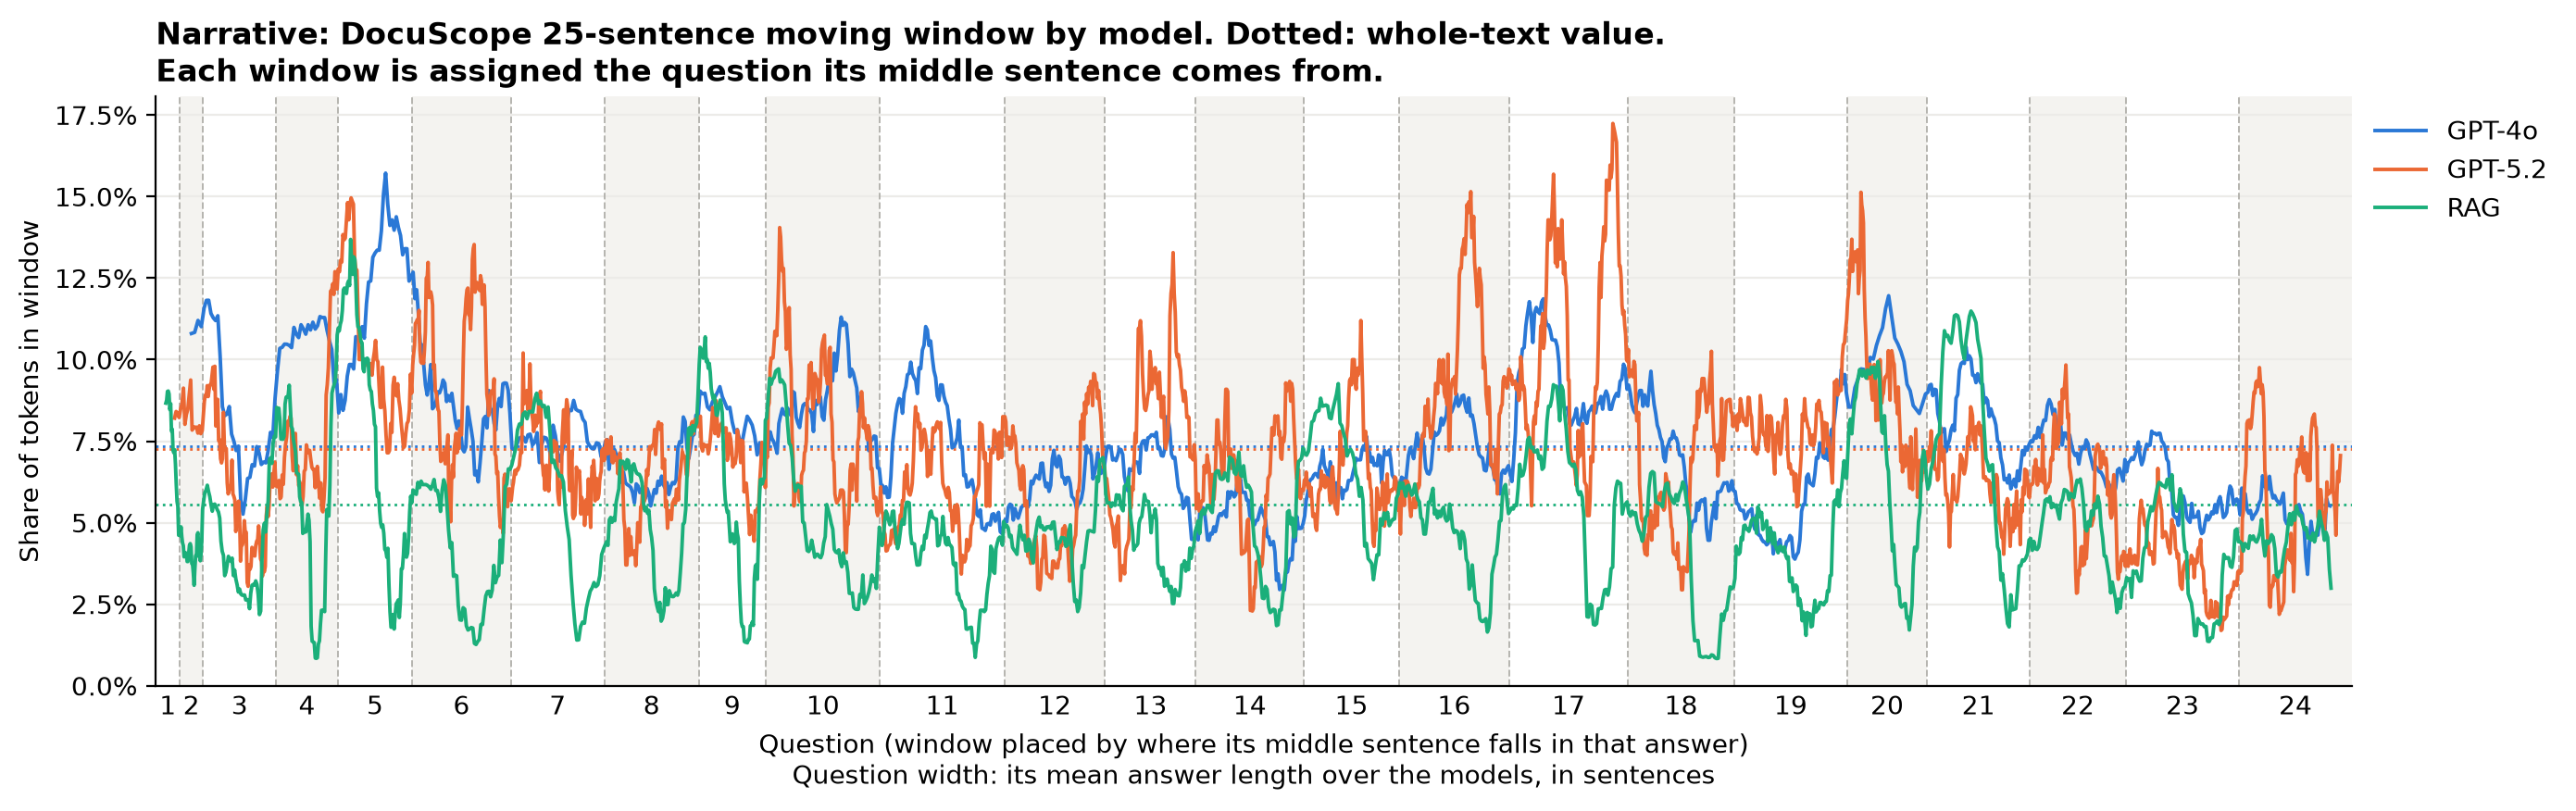 Narrative: DocuScope 25-sentence moving window by model. Dotted: whole-text value.
Each window is assigned the question its middle sentence comes from.
17.5%
15.0%
12.5%
10.0%
7.5%
5.0%
2.5%
0.0%
Share of tokens in window
GPT-4o
GPT-5.2
RAG
1 2 3 4 5 6 7 8 9 10 11 12 13 14 15 16 17 18 19 20 21 22 23 24
Question (window placed by where its middle sentence falls in that answer)
Question width: its mean answer length over the models, in sentences